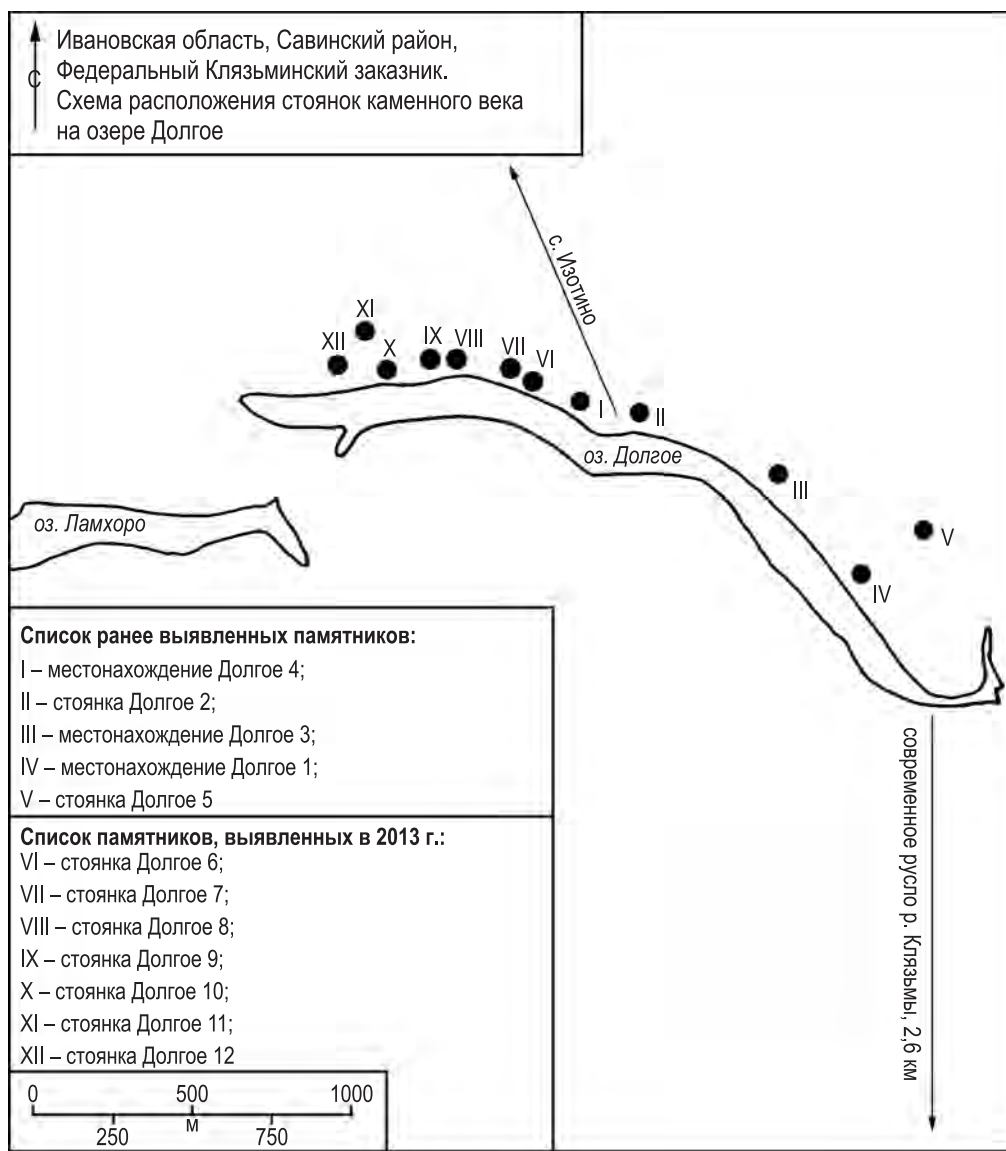 С
Ивановская область, Савинский район,
Федеральный Клязьминский заказник.
Схема расположения стоянок каменного века
на озере Долгое
с. Изотино
XI
XII
X
IX
VIII
VII
VI
I
II
оз. Долгое
III
оз. Ламхоро
V
IV
Список ранее выявленных памятников:
I – местонахождение Долгое 4;
II – стоянка Долгое 2;
III – местонахождение Долгое 3;
IV – местонахождение Долгое 1;
V – стоянка Долгое 5
современное русло р. Клязьмы, 2,6 км
Список памятников, выявленных в 2013 г.:
VI – стоянка Долгое 6;
VII – стоянка Долгое 7;
VIII – стоянка Долгое 8;
IX – стоянка Долгое 9;
X – стоянка Долгое 10;
XI – стоянка Долгое 11;
XII – стоянка Долгое 12
0 500 1000
250 м 750